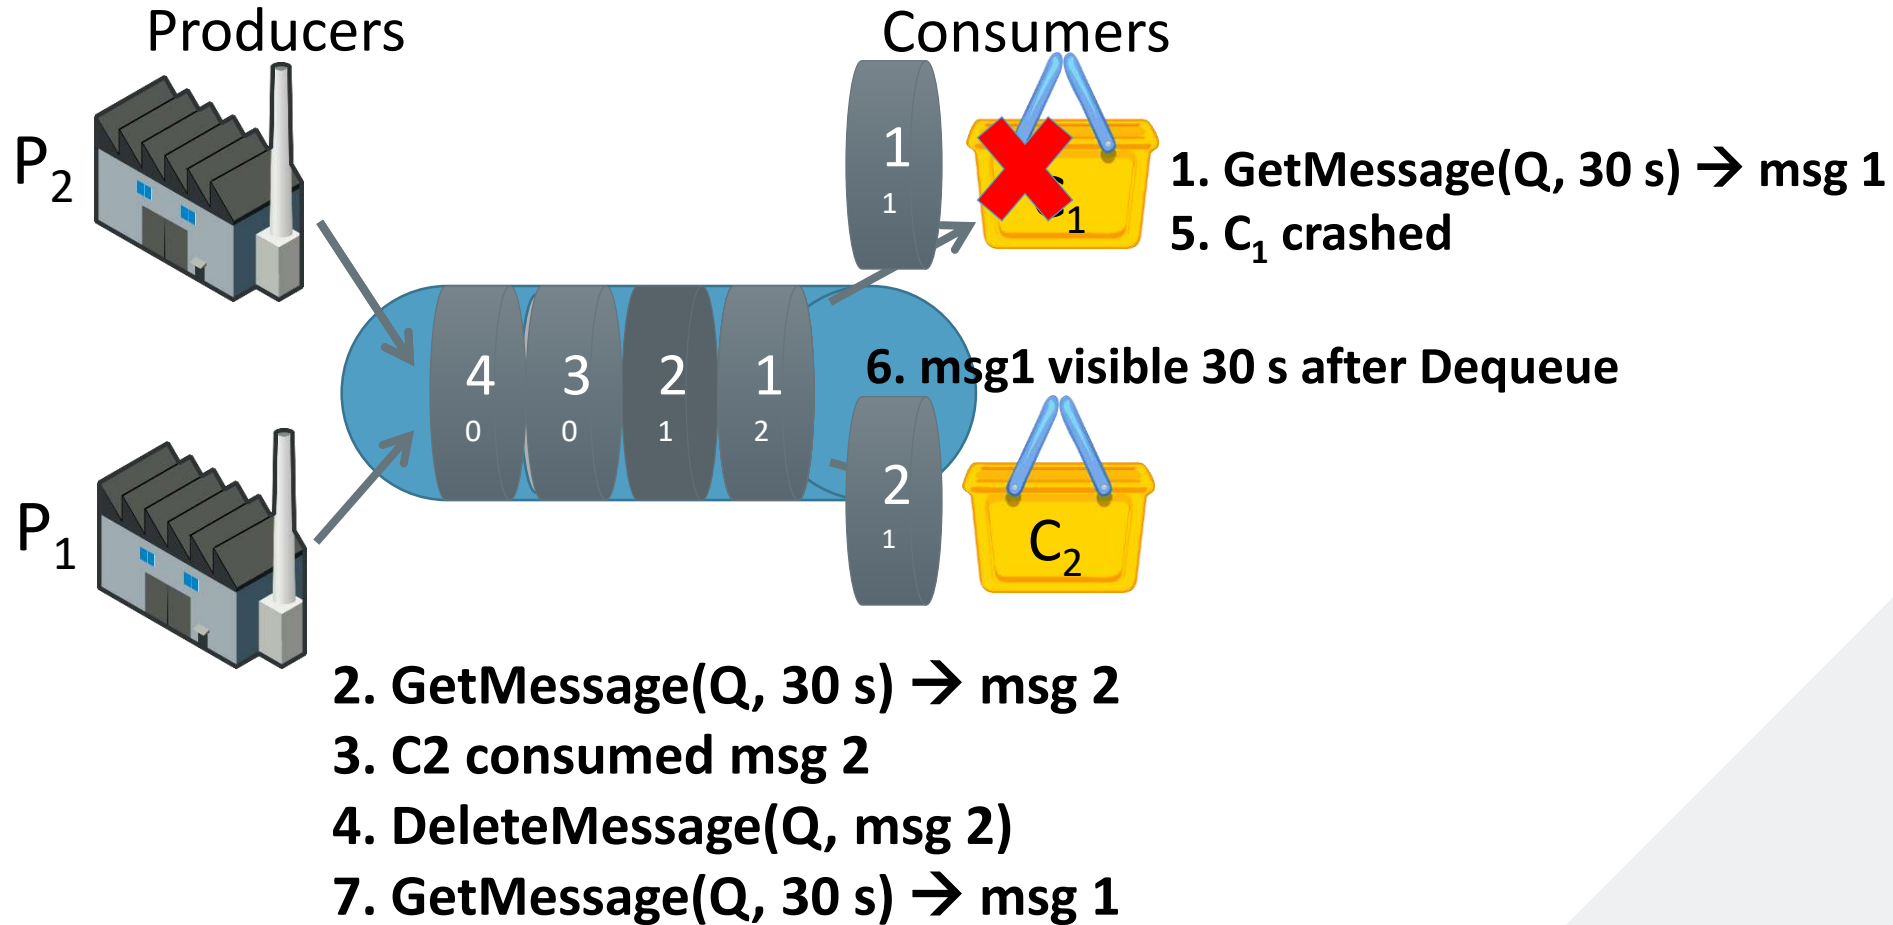 Producers
Consumers
P2
1
1
C1
1. GetMessage(Q, 30 s) → msg 1
5. C1 crashed
4
0
3
0
2
1
1
2
6. msg1 visible 30 s after Dequeue
P1
2
1
C2
2. GetMessage(Q, 30 s) → msg 2
3. C2 consumed msg 2
4. DeleteMessage(Q, msg 2)
7. GetMessage(Q, 30 s) → msg 1